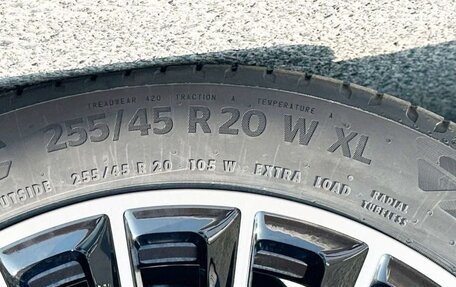 TREADWEAR 420 TRACTION A TEMPERATURE A
255/45 R20 W XL
OUTSIDE 255/45 R 20 105 W EXTRA LOAD RADIAL
TUBELESS